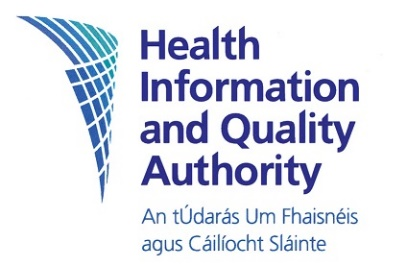 Health
Information
and Quality
Authority
An tÚdarás Um Fhaisnéis
agus Cáilíocht Sláinte